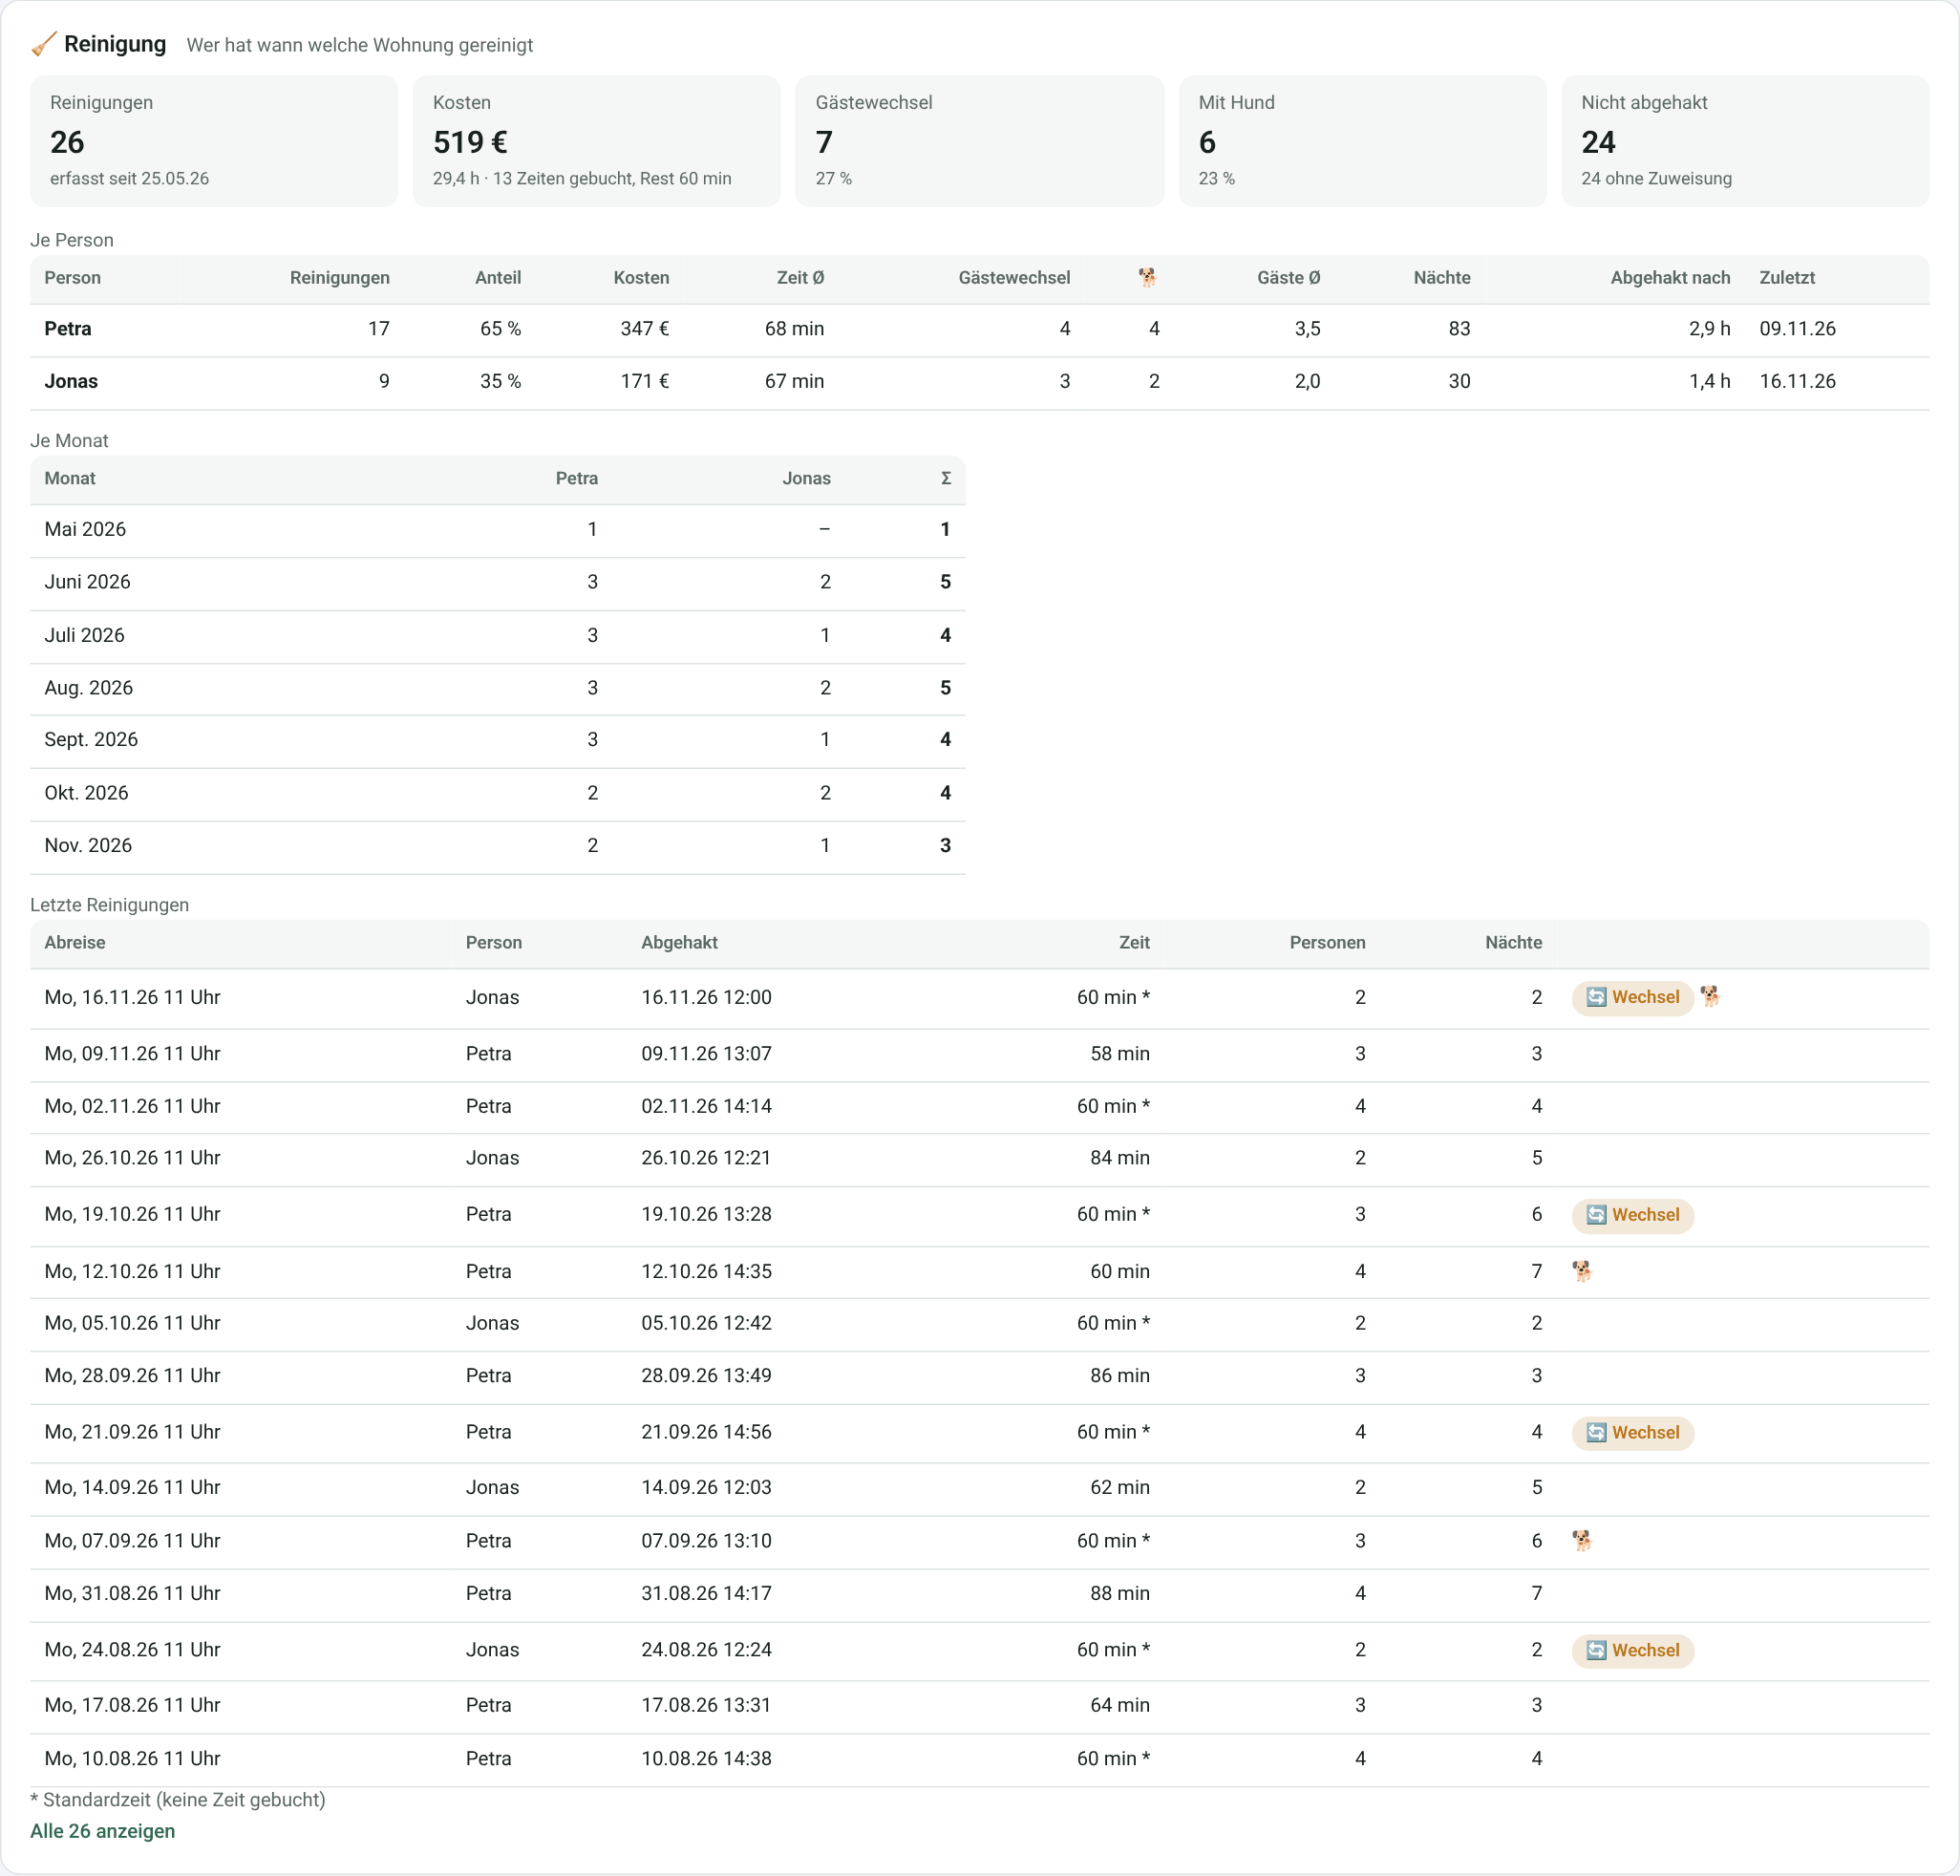 🧹 Reinigung Wer hat wann welche Wohnung gereinigt
Reinigungen Kosten Gästewechsel Mit Hund Nicht abgehakt
26 519 € 7 6 24
erfasst seit 25.05.26 29,4 h · 13 Zeiten gebucht, Rest 60 min 27 % 23 % 24 ohne Zuweisung
Je Person
Person Reinigungen Anteil Kosten Zeit Ø Gästewechsel 🐕 Gäste Ø Nächte Abgehakt nach Zuletzt
Petra 17 65 % 347 € 68 min 4 4 3,5 83 2,9 h 09.11.26
Jonas 9 35 % 171 € 67 min 3 2 2,0 30 1,4 h 16.11.26
Je Monat
Monat Petra Jonas Σ
Mai 2026 1 – 1
Juni 2026 3 2 5
Juli 2026 3 1 4
Aug. 2026 3 2 5
Sept. 2026 3 1 4
Okt. 2026 2 2 4
Nov. 2026 2 1 3
Letzte Reinigungen
Abreise Person Abgehakt Zeit Personen Nächte
Mo, 16.11.26 11 Uhr Jonas 16.11.26 12:00 60 min * 2 2 🔄 Wechsel 🐕
Mo, 09.11.26 11 Uhr Petra 09.11.26 13:07 58 min 3 3
Mo, 02.11.26 11 Uhr Petra 02.11.26 14:14 60 min * 4 4
Mo, 26.10.26 11 Uhr Jonas 26.10.26 12:21 84 min 2 5
Mo, 19.10.26 11 Uhr Petra 19.10.26 13:28 60 min * 3 6 🔄 Wechsel
Mo, 12.10.26 11 Uhr Petra 12.10.26 14:35 60 min 4 7 🐕
Mo, 05.10.26 11 Uhr Jonas 05.10.26 12:42 60 min * 2 2
Mo, 28.09.26 11 Uhr Petra 28.09.26 13:49 86 min 3 3
Mo, 21.09.26 11 Uhr Petra 21.09.26 14:56 60 min * 4 4 🔄 Wechsel
Mo, 14.09.26 11 Uhr Jonas 14.09.26 12:03 62 min 2 5
Mo, 07.09.26 11 Uhr Petra 07.09.26 13:10 60 min * 3 6 🐕
Mo, 31.08.26 11 Uhr Petra 31.08.26 14:17 88 min 4 7
Mo, 24.08.26 11 Uhr Jonas 24.08.26 12:24 60 min * 2 2 🔄 Wechsel
Mo, 17.08.26 11 Uhr Petra 17.08.26 13:31 64 min 3 3
Mo, 10.08.26 11 Uhr Petra 10.08.26 14:38 60 min * 4 4
* Standardzeit (keine Zeit gebucht)
Alle 26 anzeigen